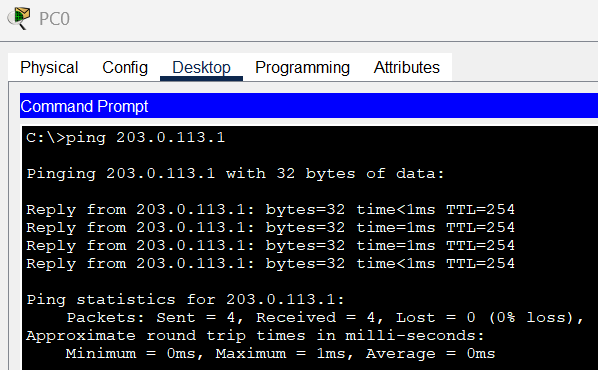 PC0
Physical Config Desktop Programming Attributes
Command Prompt
C:\>ping 203.0.113.1
Pinging 203.0.113.1 with 32 bytes of data:
Reply from 203.0.113.1: bytes=32 time<1ms TTL=254
Reply from 203.0.113.1: bytes=32 time=1ms TTL=254
Reply from 203.0.113.1: bytes=32 time=1ms TTL=254
Reply from 203.0.113.1: bytes=32 time<1ms TTL=254
Ping statistics for 203.0.113.1:
Packets: Sent = 4, Received = 4, Lost = 0 (0% loss),
Approximate round trip times in milli-seconds:
Minimum = 0ms, Maximum = 1ms, Average = 0ms